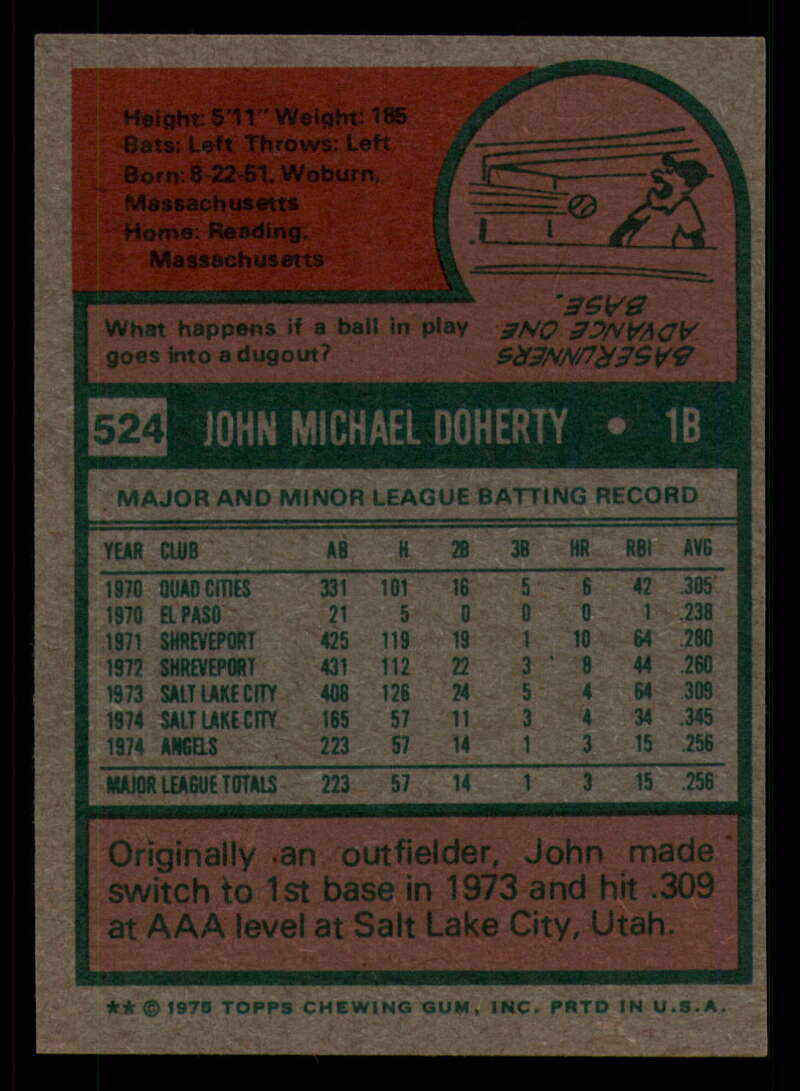 Height: 5'11" Weight: 185
Bats: Left Throws: Left
Born: 8-22-51, Woburn,
Massachusetts
Home: Reading,
Massachusetts
What happens if a ball in play
goes into a dugout?
BASERUNNERS
ADVANCE ONE
BASE.
524 JOHN MICHAEL DOHERTY • 1B
MAJOR AND MINOR LEAGUE BATTING RECORD
YEAR CLUB AB H 2B 3B HR RBI AVG
1970 QUAD CITIES 331 101 16 5 6 42 .305
1970 EL PASO 21 5 0 0 0 1 .238
1971 SHREVEPORT 425 119 19 1 10 64 .280
1972 SHREVEPORT 431 112 22 3 8 44 .260
1973 SALT LAKE CITY 408 126 24 5 4 64 .309
1974 SALT LAKE CITY 165 57 11 3 4 34 .345
1974 ANGELS 223 57 14 1 3 15 .256
MAJOR LEAGUE TOTALS 223 57 14 1 3 15 .256
Originally an outfielder, John made
switch to 1st base in 1973 and hit .309
at AAA level at Salt Lake City, Utah.
** © 1975 TOPPS CHEWING GUM, INC. PRTD IN U.S.A.